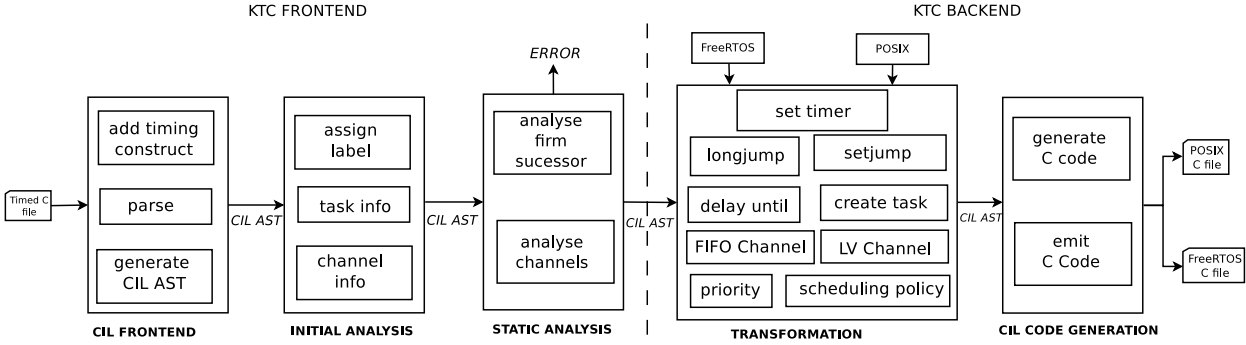 KTC FRONTEND
KTC BACKEND
FreeRTOS
POSIX
ERROR
add timing
construct
parse
generate
CIL AST
assign
label
task info
channel
info
analyse
firm
sucessor
analyse
channels
set timer
longjump
setjump
delay until
create task
FIFO Channel
LV Channel
priority
scheduling policy
generate
C code
emit
C Code
Timed C
file
CIL AST
CIL AST
CIL AST
CIL AST
POSIX
C file
FreeRTOS
C file
CIL FRONTEND
INITIAL ANALYSIS
STATIC ANALYSIS
TRANSFORMATION
CIL CODE GENERATION